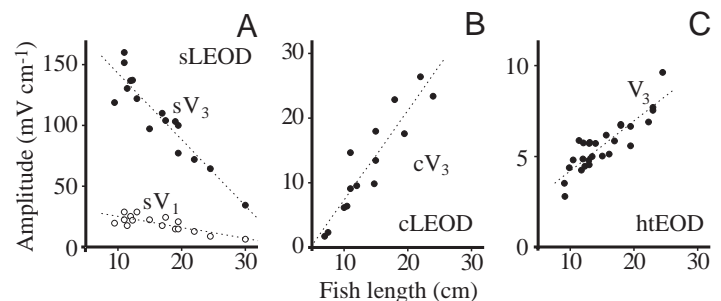 A
B
C
sLEOD
sV3
sV1
cV3
cLEOD
V3
htEOD
Amplitude (mV cm-1)
150
100
50
0
30
20
10
0
10
5
0
10 20 30
10 20 30
10 20 30
Fish length (cm)